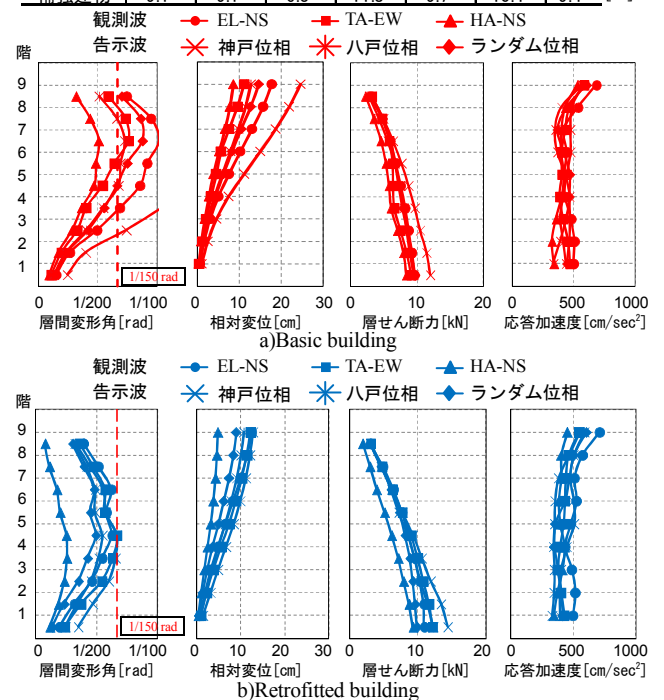 観測波 EL-NS TA-EW HA-NS
告示波 神戸位相 八戸位相 ランダム位相
階
9
8
7
6
5
4
3
2
1
1/150 rad
0 1/200 1/100 0 10 20 30 0 10 20 0 500 1000
層間変形角[rad] 相対変位[cm] 層せん断力[kN] 応答加速度[cm/sec2]
a)Basic building
観測波 EL-NS TA-EW HA-NS
告示波 神戸位相 八戸位相 ランダム位相
階
9
8
7
6
5
4
3
2
1
1/150 rad
0 1/200 1/100 0 10 20 30 0 10 20 0 500 1000
層間変形角[rad] 相対変位[cm] 層せん断力[kN] 応答加速度[cm/sec2]
b)Retrofitted building